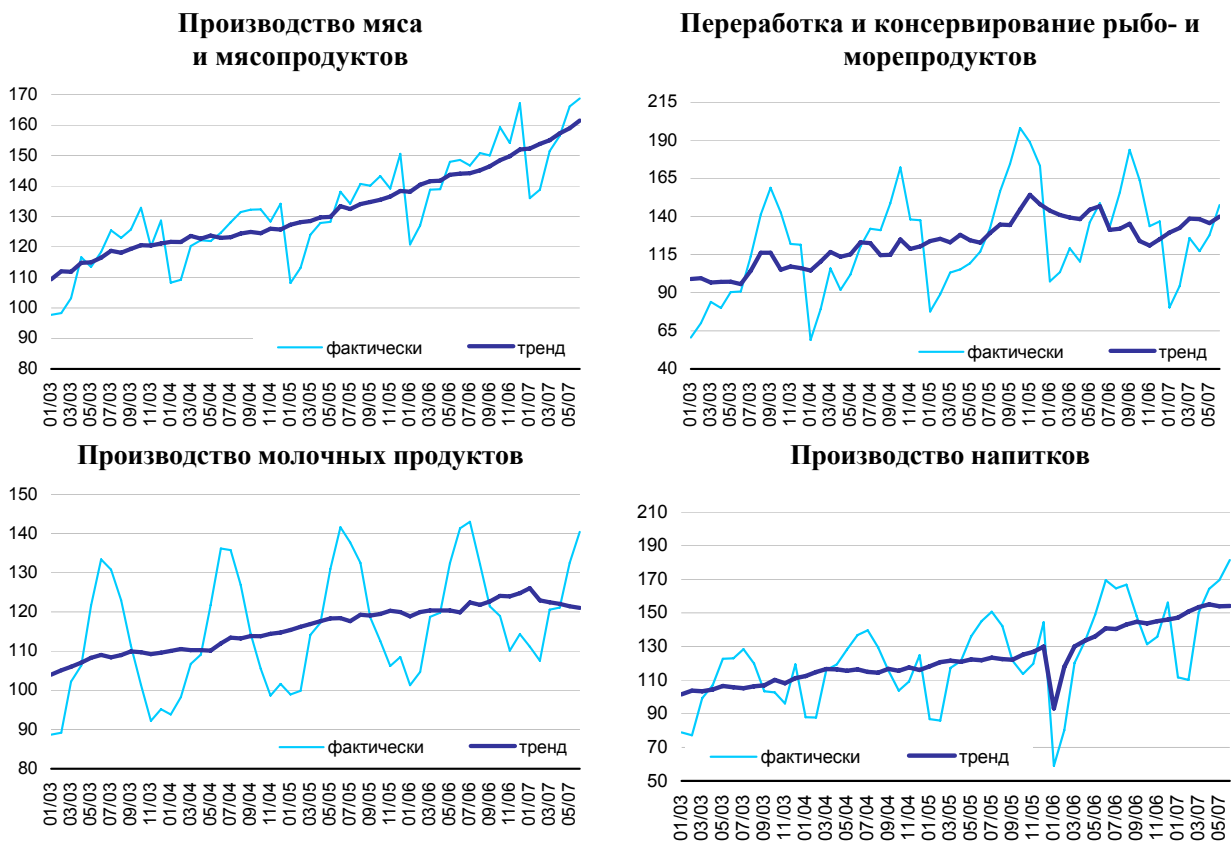 Производство мяса
и мясопродуктов
170
160
150
140
130
120
110
100
90
80
фактически тренд
01/03 03/03 05/03 07/03 09/03 11/03 01/04 03/04 05/04 07/04 09/04 11/04 01/05 03/05 05/05 07/05 09/05 11/05 01/06 03/06 05/06 07/06 09/06 11/06 01/07 03/07 05/07
Переработка и консервирование рыбо- и
морепродуктов
215
190
165
140
115
90
65
40
фактически тренд
01/03 03/03 05/03 07/03 09/03 11/03 01/04 03/04 05/04 07/04 09/04 11/04 01/05 03/05 05/05 07/05 09/05 11/05 01/06 03/06 05/06 07/06 09/06 11/06 01/07 03/07 05/07
Производство молочных продуктов
150
140
130
120
110
100
90
80
фактически тренд
01/03 03/03 05/03 07/03 09/03 11/03 01/04 03/04 05/04 07/04 09/04 11/04 01/05 03/05 05/05 07/05 09/05 11/05 01/06 03/06 05/06 07/06 09/06 11/06 01/07 03/07 05/07
Производство напитков
210
190
170
150
130
110
90
70
50
фактически тренд
01/03 03/03 05/03 07/03 09/03 11/03 01/04 03/04 05/04 07/04 09/04 11/04 01/05 03/05 05/05 07/05 09/05 11/05 01/06 03/06 05/06 07/06 09/06 11/06 01/07 03/07 05/07